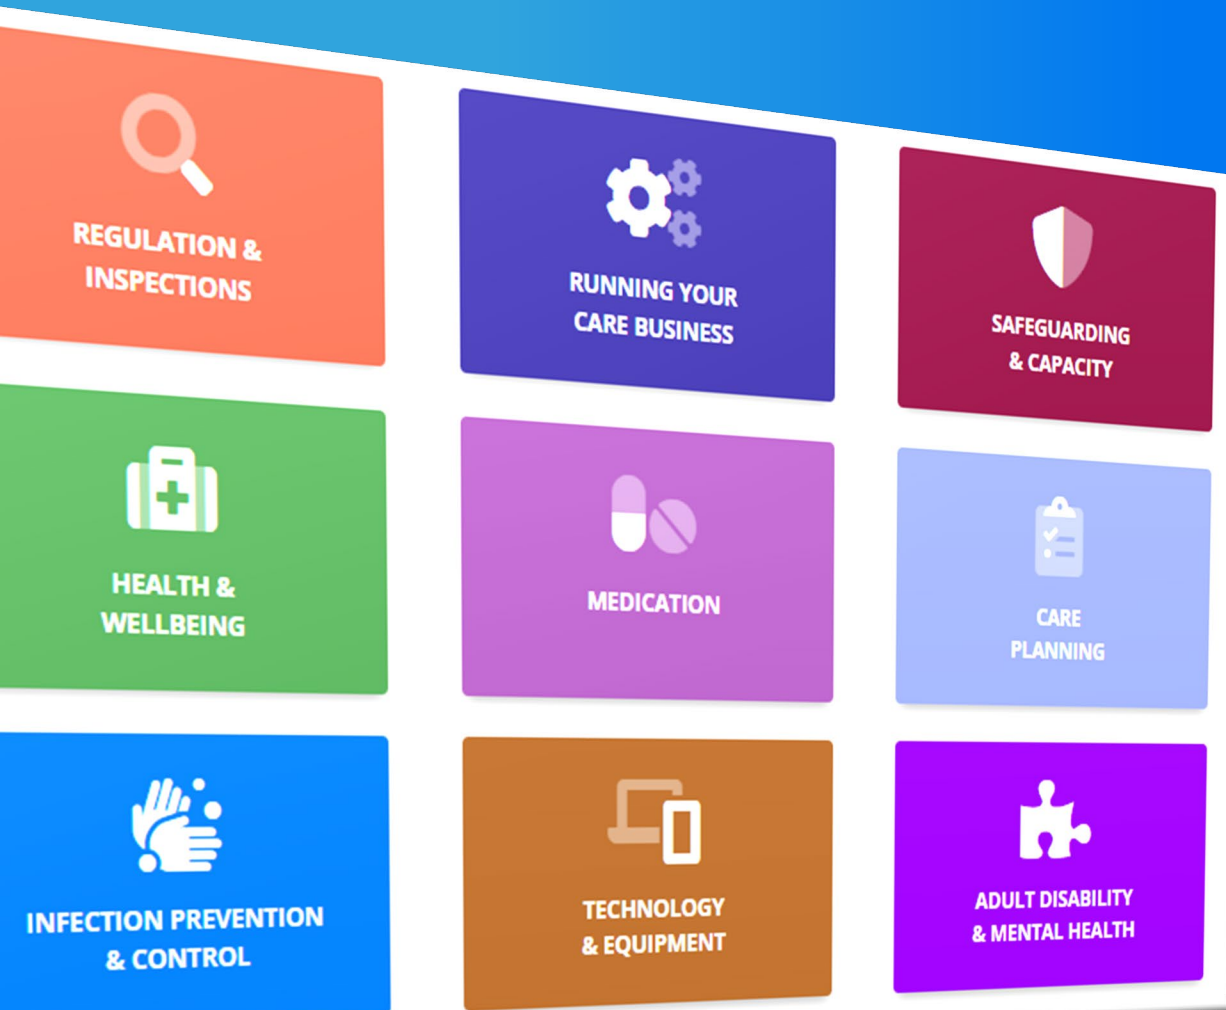 REGULATION &
INSPECTIONS
RUNNING YOUR
CARE BUSINESS
SAFEGUARDING
& CAPACITY
HEALTH &
WELLBEING
MEDICATION
CARE
PLANNING
INFECTION PREVENTION
& CONTROL
TECHNOLOGY
& EQUIPMENT
ADULT DISABILITY
& MENTAL HEALTH